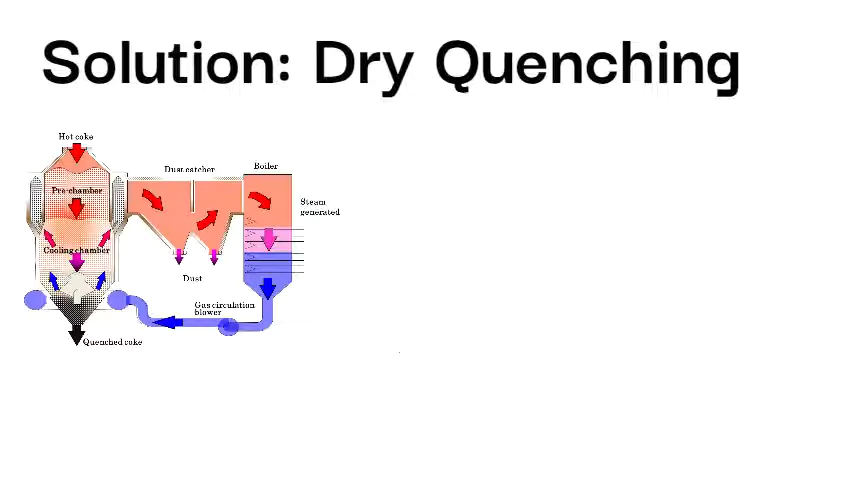 Solution: Dry Quenching
Hot coke
Dust catcher
Boiler
Pre-chamber
Steam
generated
Cooling chamber
Dust
Gas circulation
blower
Quenched coke